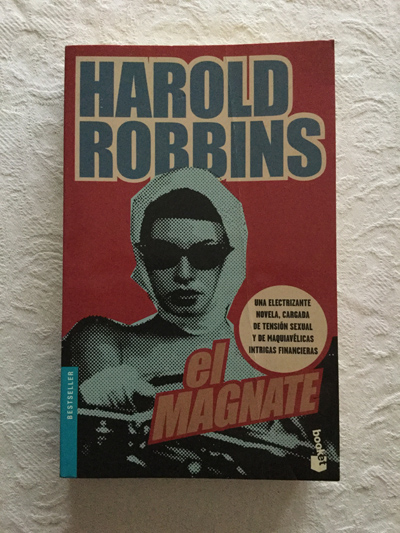 HAROLD
ROBBINS
UNA ELECTRIZANTE
NOVELA, CARGADA
DE TENSIÓN SEXUAL
Y DE MAQUIAVÉLICAS
INTRIGAS FINANCIERAS
el
MAGNATE
BESTSELLER
booket